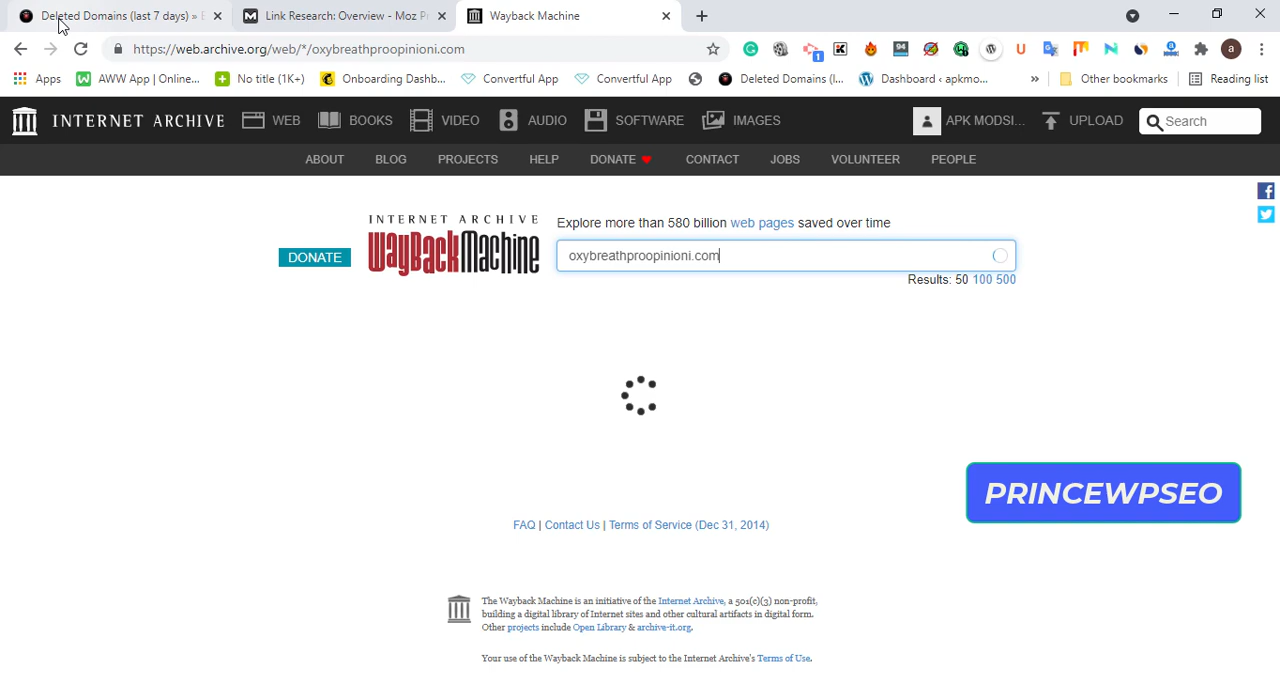 Deleted Domains (last 7 days) » E
Link Research: Overview - Moz P
Wayback Machine
https://web.archive.org/web/*/oxybreathproopinioni.com
1
94
a
Apps
AWW App | Online...
No title (1K+)
Onboarding Dashb...
Convertful App
Convertful App
Deleted Domains (l...
Dashboard ‹ apkmo...
»
Other bookmarks
Reading list
INTERNET ARCHIVE
WEB
BOOKS
VIDEO
AUDIO
SOFTWARE
IMAGES
APK MODSI...
UPLOAD
Search
ABOUT
BLOG
PROJECTS
HELP
DONATE
CONTACT
JOBS
VOLUNTEER
PEOPLE
DONATE
INTERNET ARCHIVE
WayBackMachine
Explore more than 580 billion web pages saved over time
oxybreathproopinioni.com
Results: 50 100 500
PRINCEWPSEO
FAQ | Contact Us | Terms of Service (Dec 31, 2014)
The Wayback Machine is an initiative of the Internet Archive, a 501(c)(3) non-profit,
building a digital library of Internet sites and other cultural artifacts in digital form.
Other projects include Open Library & archive-it.org.
Your use of the Wayback Machine is subject to the Internet Archive's Terms of Use.